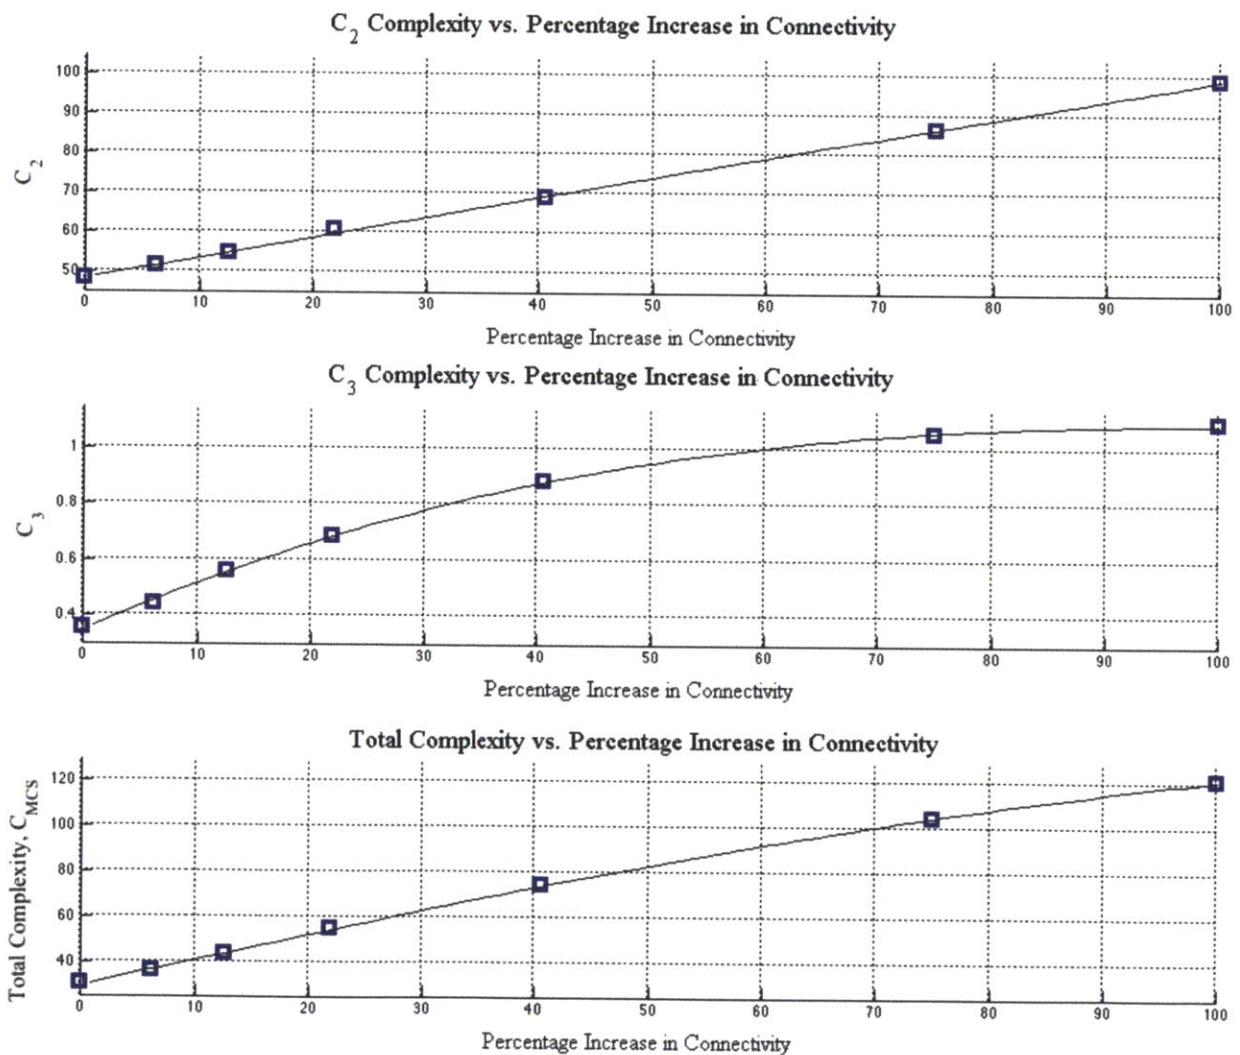 C₂ Complexity vs. Percentage Increase in Connectivity
100
90
80
70
60
50
C₂
0 10 20 30 40 50 60 70 80 90 100
Percentage Increase in Connectivity
C₃ Complexity vs. Percentage Increase in Connectivity
1
0.8
0.6
0.4
C₃
0 10 20 30 40 50 60 70 80 90 100
Percentage Increase in Connectivity
Total Complexity vs. Percentage Increase in Connectivity
120
100
80
60
40
Total Complexity, C_MCS
0 10 20 30 40 50 60 70 80 90 100
Percentage Increase in Connectivity